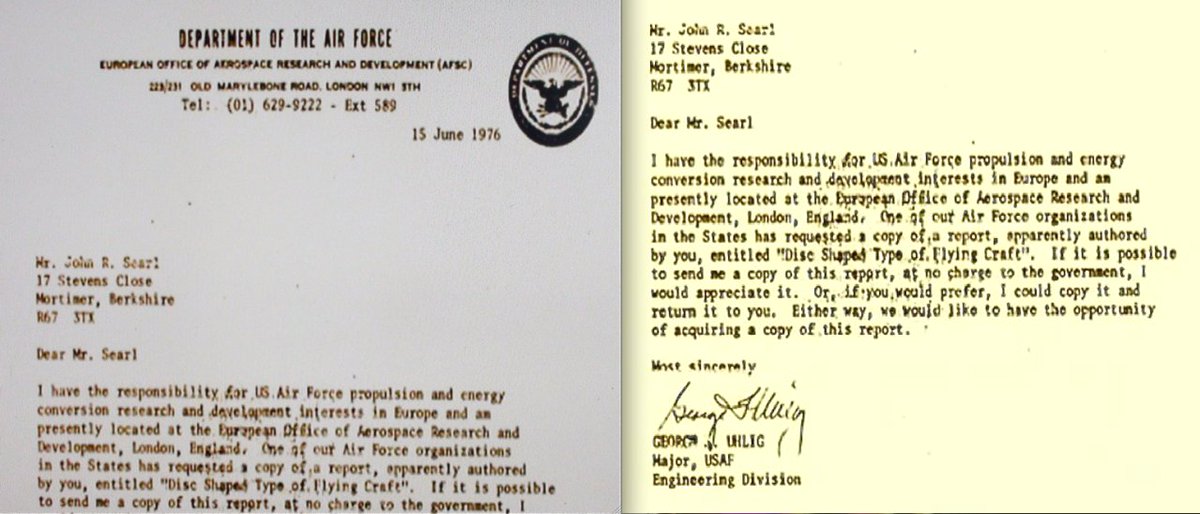 DEPARTMENT OF THE AIR FORCE
EUROPEAN OFFICE OF AEROSPACE RESEARCH AND DEVELOPMENT (AFSC)
223/231 OLD MARYLEBONE ROAD, LONDON NW1 5TH
Tel: (01) 629-9222 - Ext 589
15 June 1976
DEPARTMENT OF DEFENSE
Mr. John R. Searl
17 Stevens Close
Mortimer, Berkshire
R67 3TX
Dear Mr. Searl
I have the responsibility for US Air Force propulsion and energy
conversion research and development interests in Europe and am
presently located at the European Office of Aerospace Research and
Development, London, England. One of our Air Force organizations
in the States has requested a copy of a report, apparently authored
by you, entitled "Disc Shaped Type of Flying Craft". If it is possible
to send me a copy of this report, at no charge to the government, I
Mr. John R. Searl
17 Stevens Close
Mortimer, Berkshire
R67 3TX
Dear Mr. Searl
I have the responsibility for US Air Force propulsion and energy
conversion research and development interests in Europe and am
presently located at the European Office of Aerospace Research and
Development, London, England. One of our Air Force organizations
in the States has requested a copy of a report, apparently authored
by you, entitled "Disc Shaped Type of Flying Craft". If it is possible
to send me a copy of this report, at no charge to the government, I
would appreciate it. Or, if you would prefer, I could copy it and
return it to you. Either way, we would like to have the opportunity
of acquiring a copy of this report.
Most sincerely
GEORGE UHLIG
Major, USAF
Engineering Division